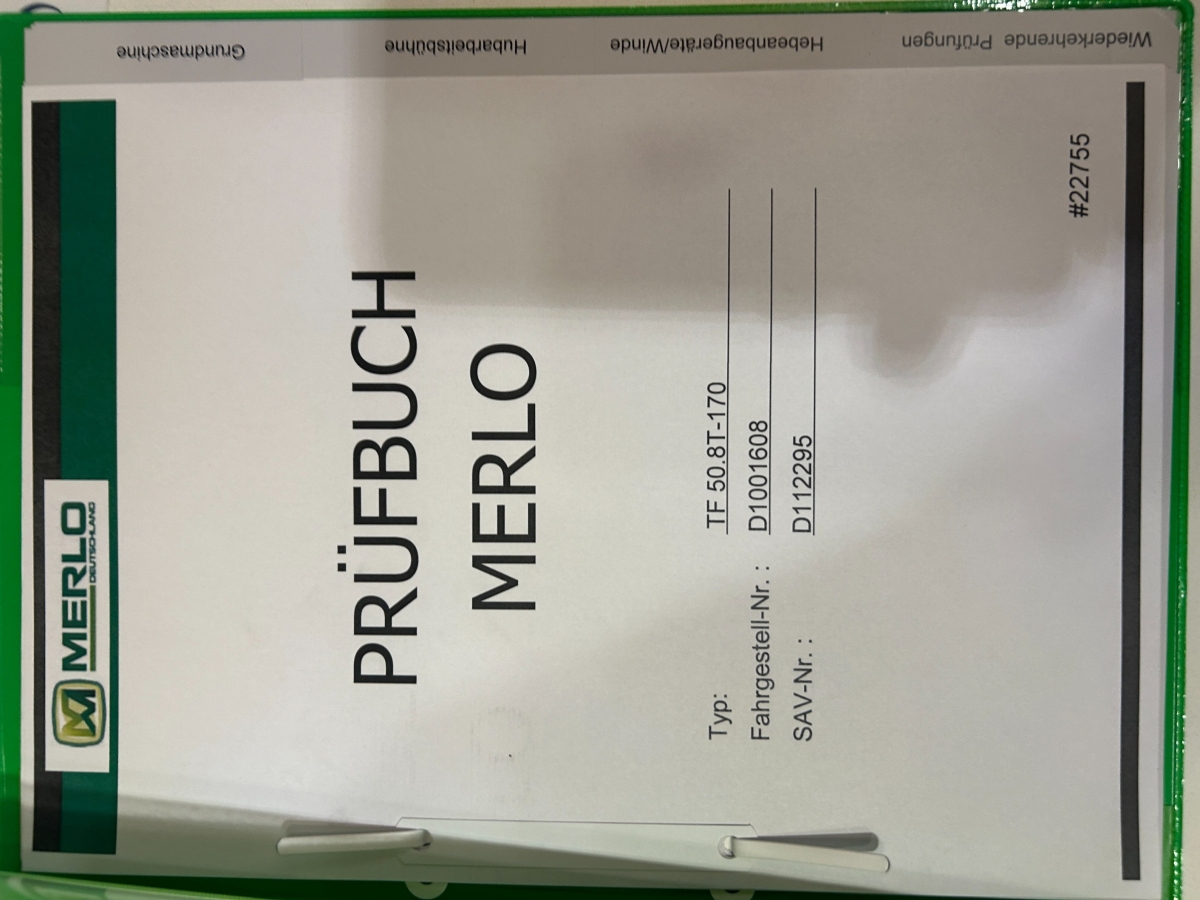 MERLO
DEUTSCHLAND
PRÜFBUCH
MERLO
Typ: TF 50.8T-170
Fahrgestell-Nr. : D1001608
SAV-Nr. : D112295
#22755
Grundmaschine
Hubarbeitsbühne
Hebeanbaugeräte/Winde
Wiederkehrende Prüfungen